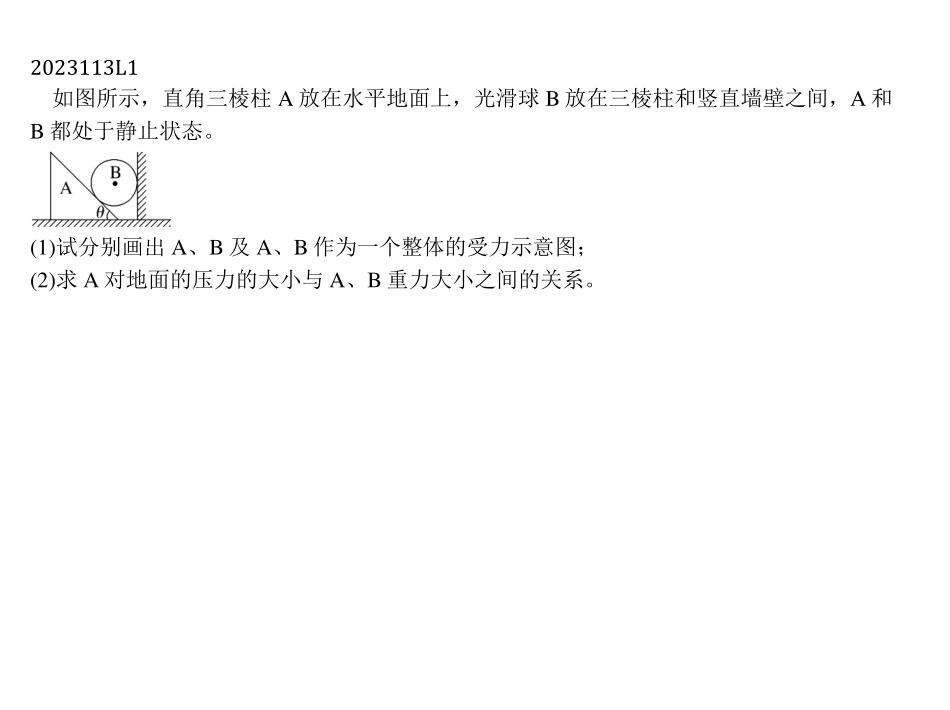 2023113L1
如图所示，直角三棱柱 A 放在水平地面上，光滑球 B 放在三棱柱和竖直墙壁之间，A 和
B 都处于静止状态。
B
A
θ
(1)试分别画出 A、B 及 A、B 作为一个整体的受力示意图；
(2)求 A 对地面的压力的大小与 A、B 重力大小之间的关系。